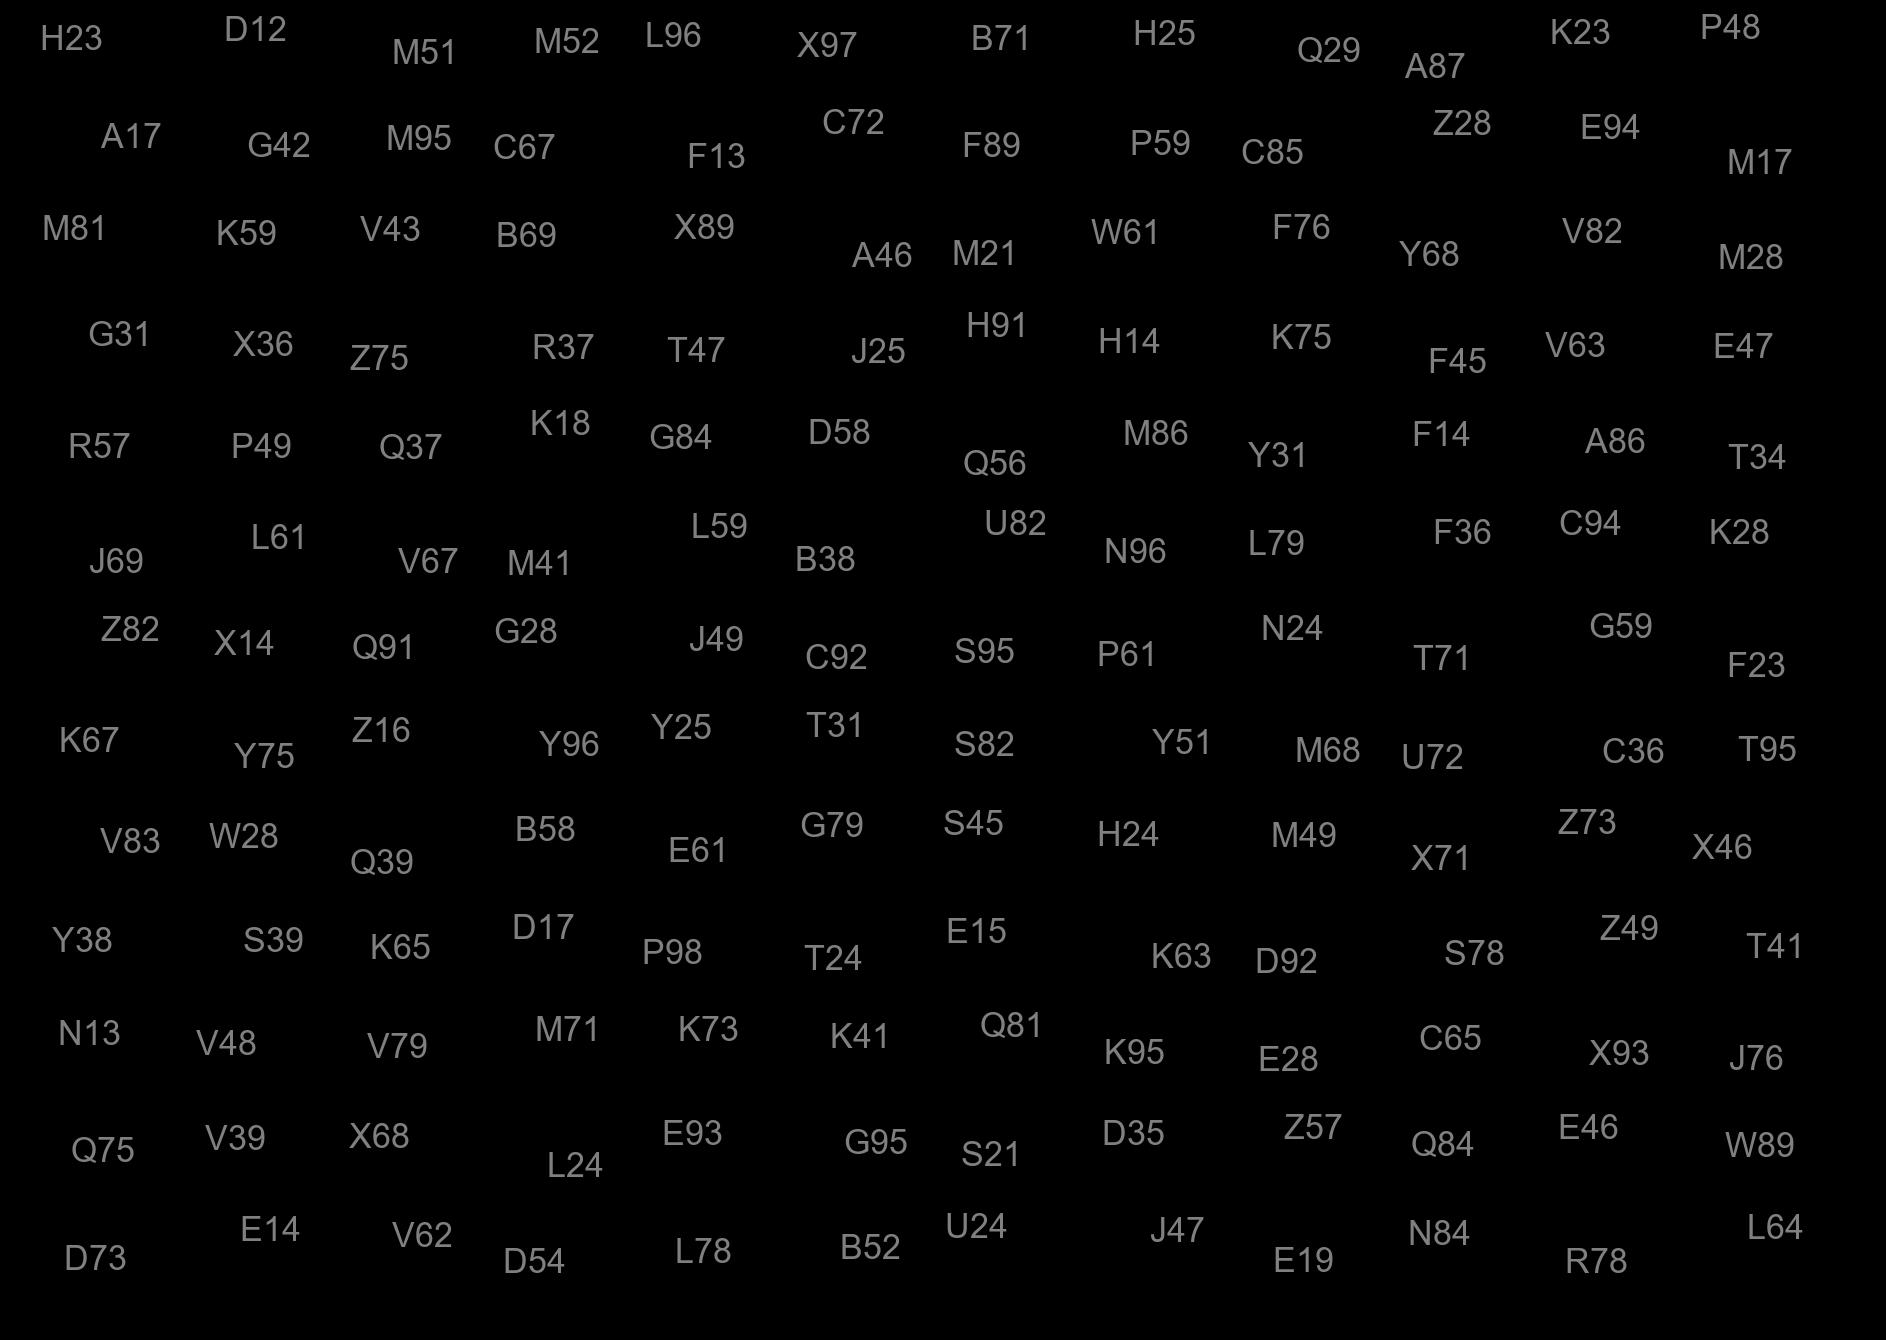 H23 D12 M51 M52 L96 X97 B71 H25 Q29 A87 K23 P48
A17 G42 M95 C67 F13 C72 F89 P59 C85 Z28 E94 M17
M81 K59 V43 B69 X89 A46 M21 W61 F76 Y68 V82 M28
G31 X36 Z75 R37 T47 J25 H91 H14 K75 F45 V63 E47
R57 P49 Q37 K18 G84 D58 Q56 M86 Y31 F14 A86 T34
J69 L61 V67 M41 L59 B38 U82 N96 L79 F36 C94 K28
Z82 X14 Q91 G28 J49 C92 S95 P61 N24 T71 G59 F23
K67 Y75 Z16 Y96 Y25 T31 S82 Y51 M68 U72 C36 T95
V83 W28 Q39 B58 E61 G79 S45 H24 M49 X71 Z73 X46
Y38 S39 K65 D17 P98 T24 E15 K63 D92 S78 Z49 T41
N13 V48 V79 M71 K73 K41 Q81 K95 E28 C65 X93 J76
Q75 V39 X68 L24 E93 G95 S21 D35 Z57 Q84 E46 W89
D73 E14 V62 D54 L78 B52 U24 J47 E19 N84 R78 L64